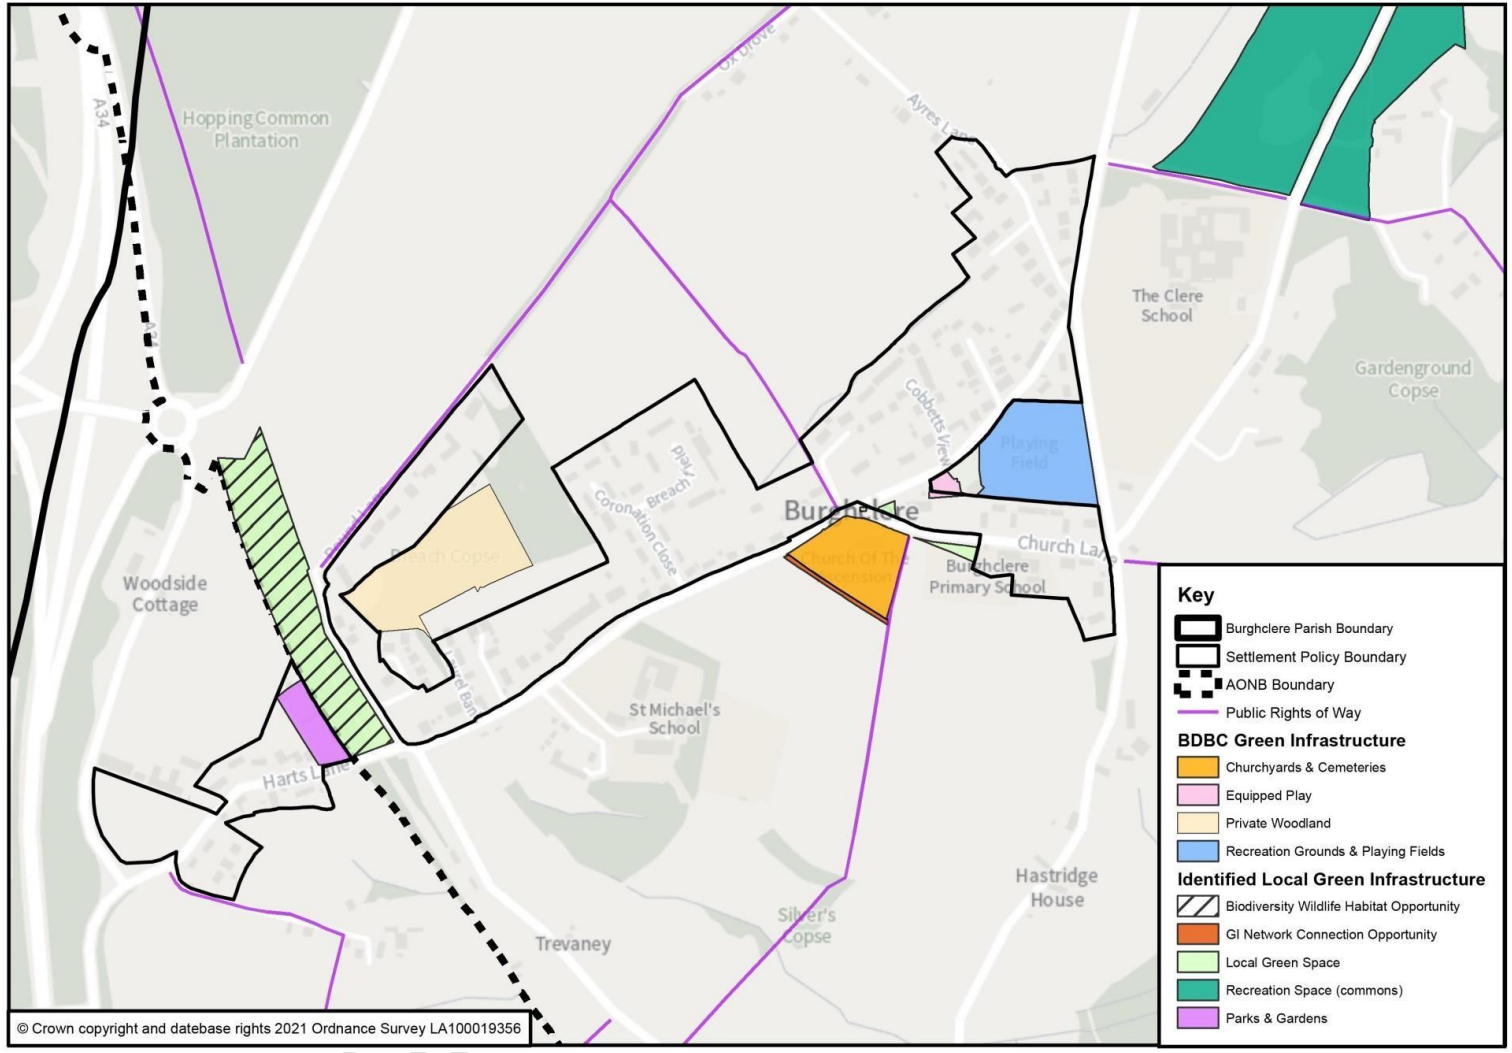 Ox Drove
A34
Hopping Common
Plantation
Ayres Lane
The Clere
School
A34
Gardenground
Copse
Cobbetts View
Playing
Field
Breach
Field
Coronation Close
Burghclere
Breach Copse
Church Of The
Ascension
Church Lane
Burghclere
Primary School
Woodside
Cottage
Laurel Ban
St Michael's
School
Harts Lane
Hastridge
House
Silver's
Copse
Trevaney
Key
Burghclere Parish Boundary
Settlement Policy Boundary
AONB Boundary
Public Rights of Way
BDBC Green Infrastructure
Churchyards & Cemeteries
Equipped Play
Private Woodland
Recreation Grounds & Playing Fields
Identified Local Green Infrastructure
Biodiversity Wildlife Habitat Opportunity
GI Network Connection Opportunity
Local Green Space
Recreation Space (commons)
Parks & Gardens
© Crown copyright and datebase rights 2021 Ordnance Survey LA100019356